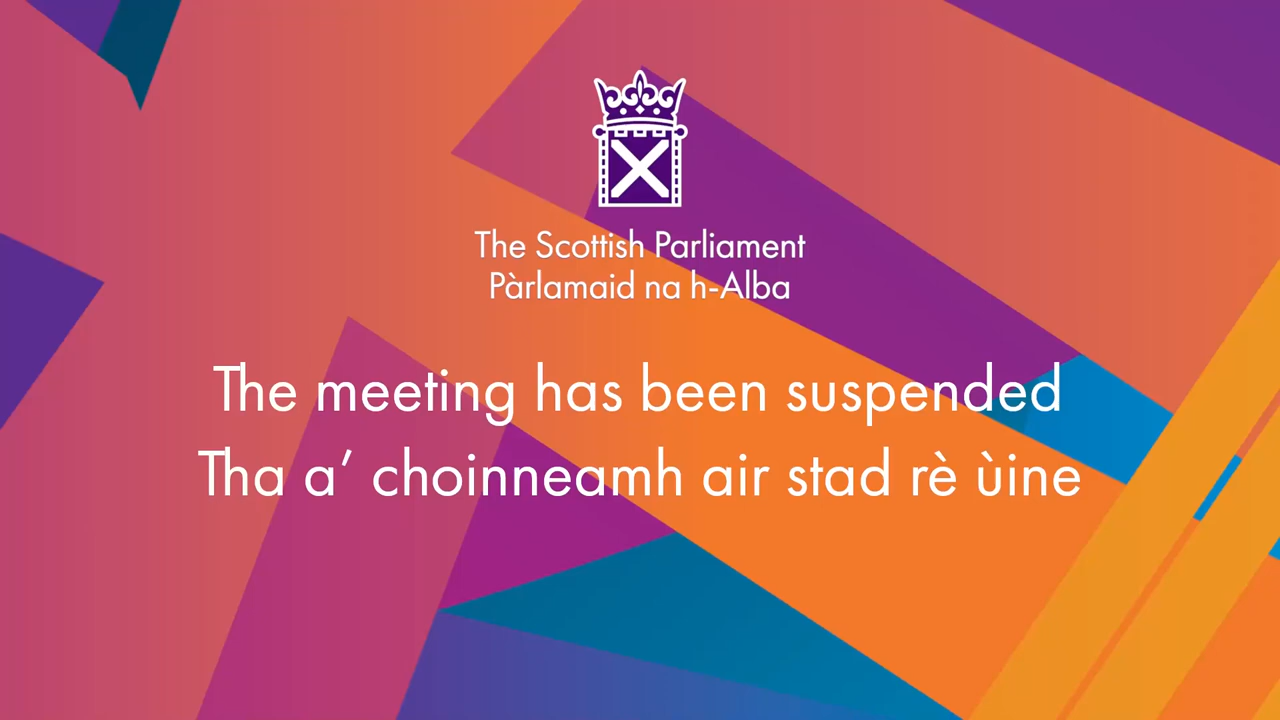 The Scottish Parliament
Pàrlamaid na h-Alba
The meeting has been suspended
Tha a’ choinneamh air stad rè ùine